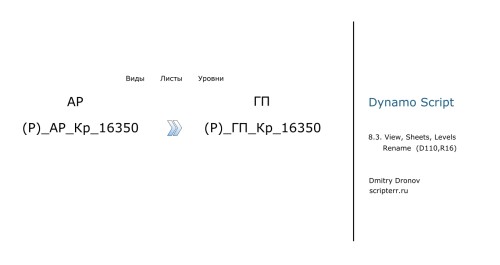 Виды Листы Уровни
АР ГП
(Р)_АР_Кр_16350 (Р)_ГП_Кр_16350
Dynamo Script
8.3. View, Sheets, Levels
Rename (D110,R16)
Dmitry Dronov
scripterr.ru